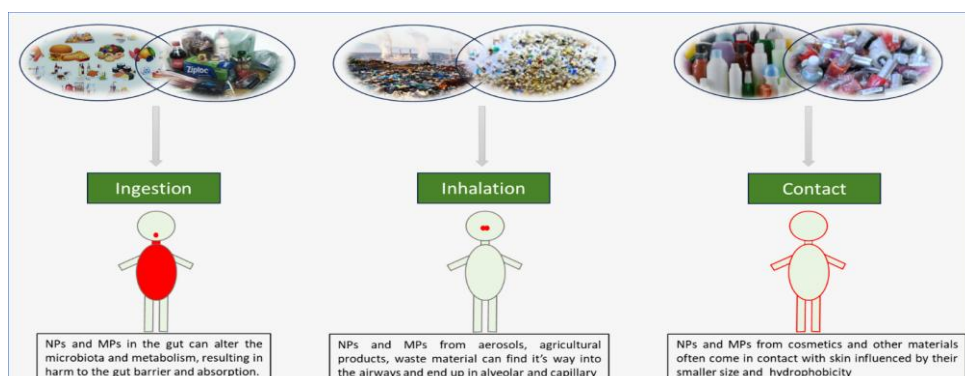 Ziploc
Ingestion
Inhalation
Contact
NPs and MPs in the gut can alter the
microbiota and metabolism, resulting in
harm to the gut barrier and absorption.
NPs and MPs from aerosols, agricultural
products, waste material can find it's way into
the airways and end up in alveolar and capillary
NPs and MPs from cosmetics and other materials
often come in contact with skin influenced by their
smaller size and hydrophobicity